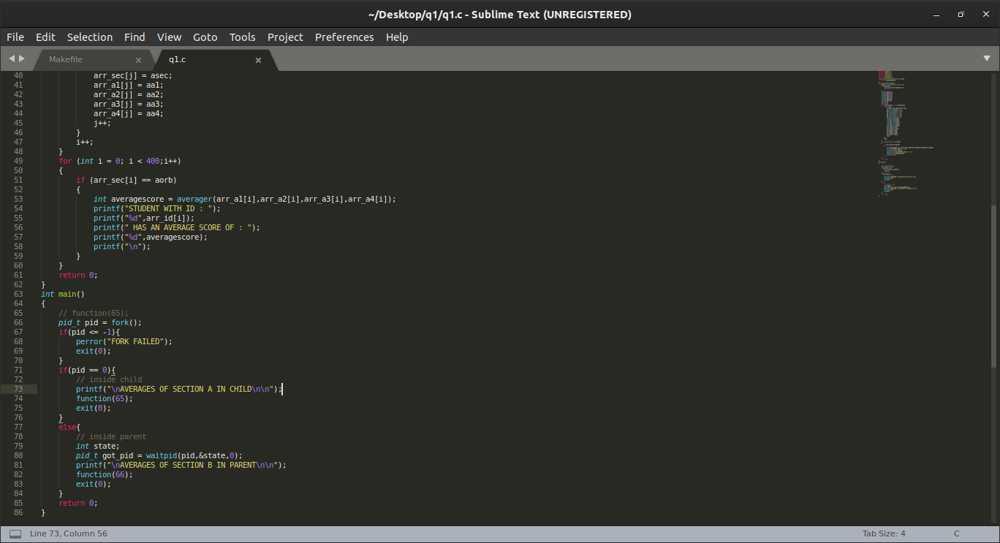 ~/Desktop/q1/q1.c - Sublime Text (UNREGISTERED)
File Edit Selection Find View Goto Tools Project Preferences Help
Makefile q1.c
40 arr_sec[j] = asec;
41 arr_a1[j] = aa1;
42 arr_a2[j] = aa2;
43 arr_a3[j] = aa3;
44 arr_a4[j] = aa4;
45 j++;
46 }
47 i++;
48 }
49 for (int i = 0; i < 400;i++)
50 {
51 if (arr_sec[i] == aorb)
52 {
53 int averagescore = averager(arr_a1[i],arr_a2[i],arr_a3[i],arr_a4[i]);
54 printf("STUDENT WITH ID : ");
55 printf("%d",arr_id[i]);
56 printf(" HAS AN AVERAGE SCORE OF : ");
57 printf("%d",averagescore);
58 printf("\n");
59 }
60 }
61 return 0;
62 }
63 int main()
64 {
65 // function(65);
66 pid_t pid = fork();
67 if(pid <= -1){
68 perror("FORK FAILED");
69 exit(0);
70 }
71 if(pid == 0){
72 // inside child
73 printf("\nAVERAGES OF SECTION A IN CHILD\n\n");
74 function(65);
75 exit(0);
76 }
77 else{
78 // inside parent
79 int state;
80 pid_t got_pid = waitpid(pid,&state,0);
81 printf("\nAVERAGES OF SECTION B IN PARENT\n\n");
82 function(66);
83 exit(0);
84 }
85 return 0;
86 }
Line 73, Column 56 Tab Size: 4 C